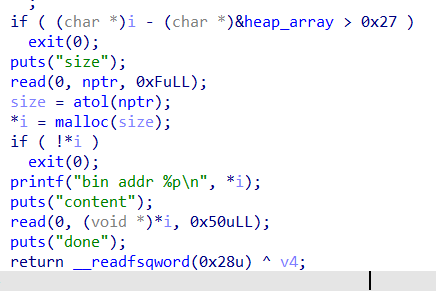 ;
if ( (char *)i - (char *)&heap_array > 0x27 )
exit(0);
puts("size");
read(0, nptr, 0xFuLL);
size = atol(nptr);
*i = malloc(size);
if ( !*i )
exit(0);
printf("bin addr %p\n", *i);
puts("content");
read(0, (void *)*i, 0x50uLL);
puts("done");
return __readfsqword(0x28u) ^ v4;